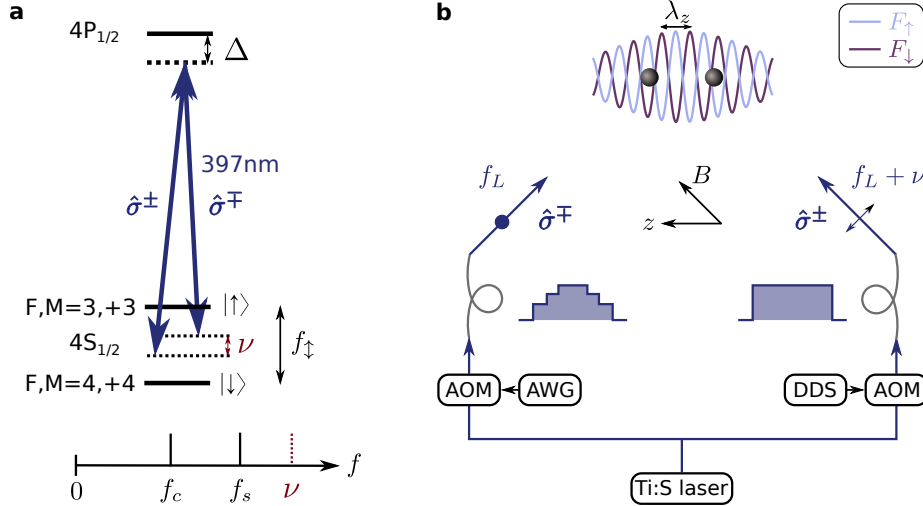 a
4P1/2
Δ
397nm
σ̂± σ̂∓
F,M=3,+3 |↑⟩
4S1/2 ν f↕
F,M=4,+4 |↓⟩
0 fc fs ν f
b
λz
F↑
F↓
fL B fL + ν
σ̂∓ z σ̂±
AOM AWG DDS AOM
Ti:S laser